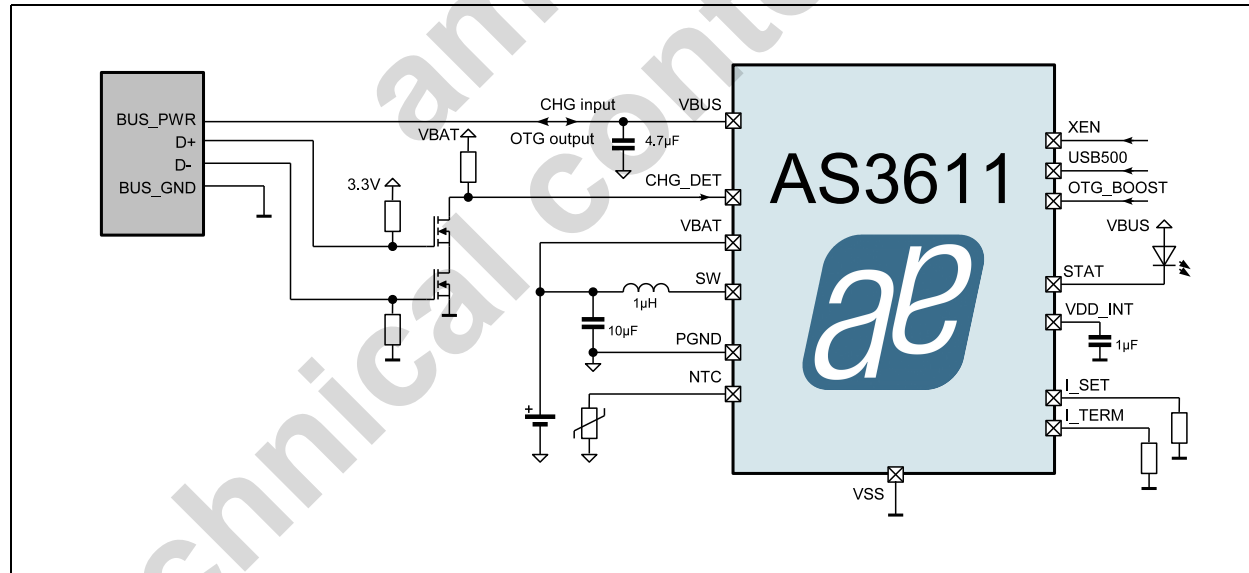 BUS_PWR
D+
D-
BUS_GND
3.3V
VBAT
CHG input
OTG output
4.7µF
1µH
10µF
+
VBUS
CHG_DET
VBAT
SW
PGND
NTC
VSS
AS3611
ae
XEN
USB500
OTG_BOOST
VBUS
STAT
VDD_INT
1µF
I_SET
I_TERM